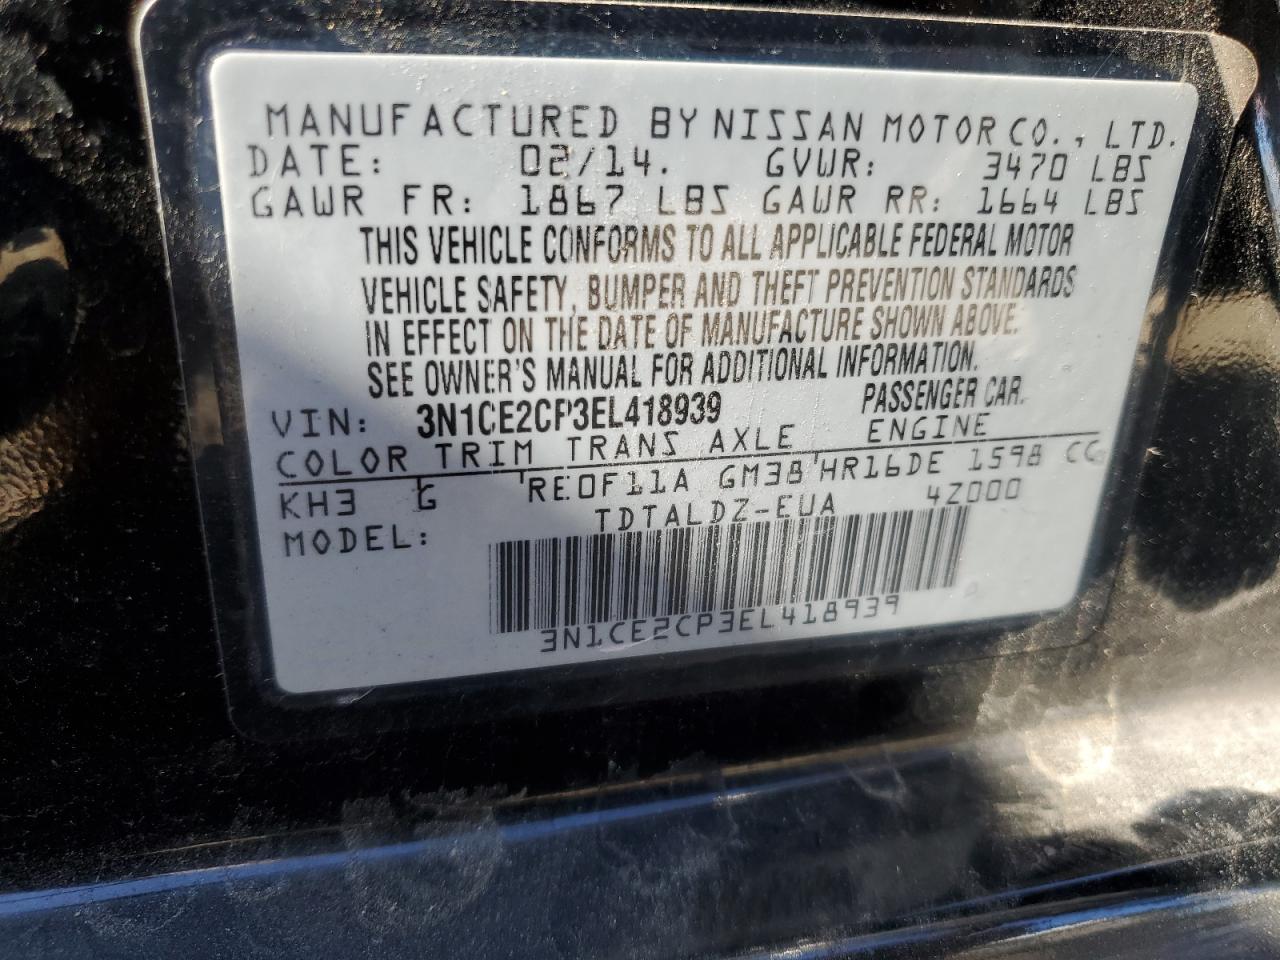 MANUFACTURED BY NISSAN MOTOR CO., LTD.
DATE: 02/14. GVWR: 3470 LBS
GAWR FR: 1867 LBS GAWR RR: 1664 LBS
THIS VEHICLE CONFORMS TO ALL APPLICABLE FEDERAL MOTOR
VEHICLE SAFETY, BUMPER AND THEFT PREVENTION STANDARDS
IN EFFECT ON THE DATE OF MANUFACTURE SHOWN ABOVE.
SEE OWNER'S MANUAL FOR ADDITIONAL INFORMATION.
VIN: 3N1CE2CP3EL418939 PASSENGER CAR.
COLOR TRIM TRANS AXLE ENGINE
KH3 G RE0F11A GM38 HR16DE 1598 CC
MODEL: TDTALDZ-EUA 4Z000
3N1CE2CP3EL418939